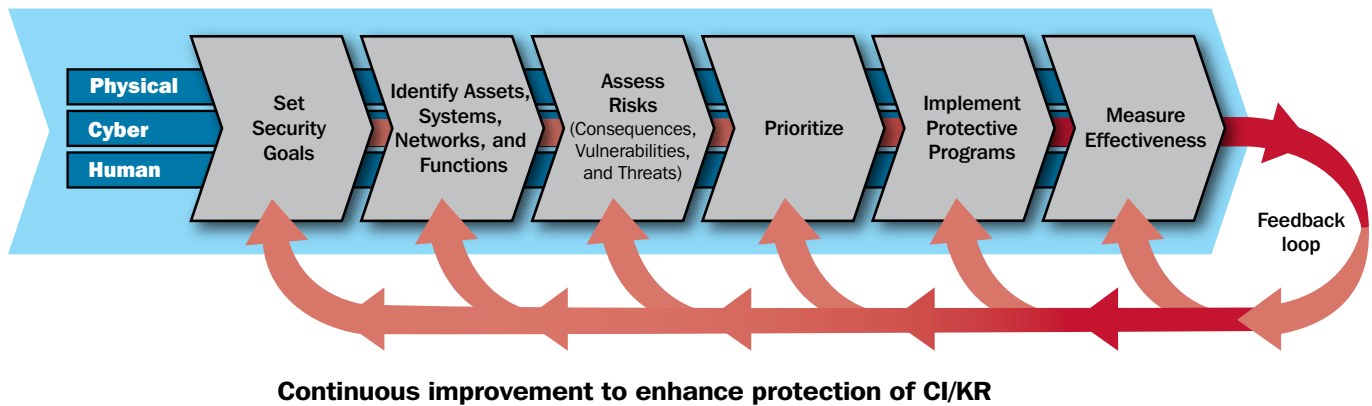 Physical
Cyber
Human
Set
Security
Goals
Identify Assets,
Systems,
Networks, and
Functions
Assess
Risks
(Consequences,
Vulnerabilities,
and Threats)
Prioritize
Implement
Protective
Programs
Measure
Effectiveness
Feedback
loop
Continuous improvement to enhance protection of CI/KR